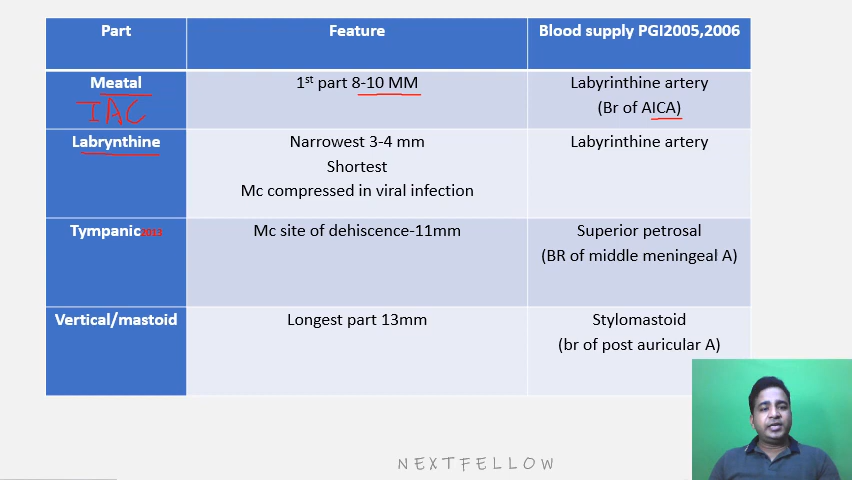 Part Feature Blood supply PGI2005,2006
Meatal 1st part 8-10 MM Labyrinthine artery
IAC (Br of AICA)
Labrynthine Narrowest 3-4 mm Labyrinthine artery
Shortest
Mc compressed in viral infection
Tympanic2013 Mc site of dehiscence-11mm Superior petrosal
(BR of middle meningeal A)
Vertical/mastoid Longest part 13mm Stylomastoid
(br of post auricular A)
NEXTFELLOW